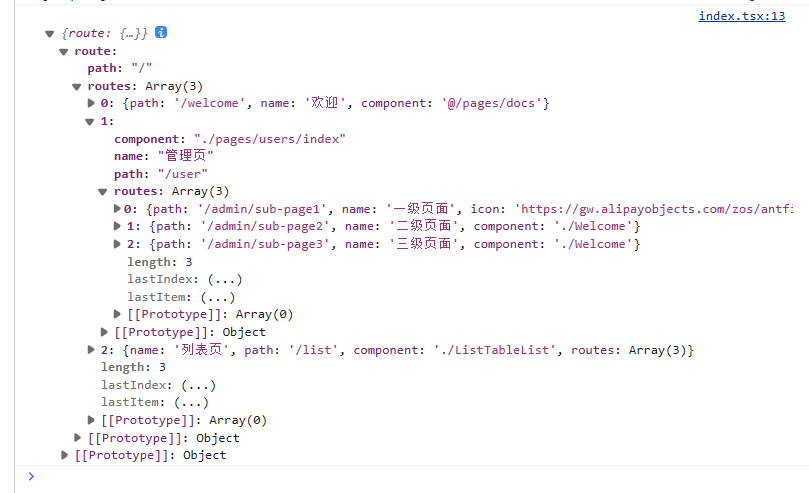 index.tsx:13
▼ {route: {…}} i
▼ route:
path: "/"
▼ routes: Array(3)
▶ 0: {path: '/welcome', name: '欢迎', component: '@/pages/docs'}
▼ 1:
component: "./pages/users/index"
name: "管理页"
path: "/user"
▼ routes: Array(3)
▶ 0: {path: '/admin/sub-page1', name: '一级页面', icon: 'https://gw.alipayobjects.com/zos/antfi
▶ 1: {path: '/admin/sub-page2', name: '二级页面', component: './Welcome'}
▶ 2: {path: '/admin/sub-page3', name: '三级页面', component: './Welcome'}
length: 3
lastIndex: (...)
lastItem: (...)
▶ [[Prototype]]: Array(0)
▶ [[Prototype]]: Object
▶ 2: {name: '列表页', path: '/list', component: './ListTableList', routes: Array(3)}
length: 3
lastIndex: (...)
lastItem: (...)
▶ [[Prototype]]: Array(0)
▶ [[Prototype]]: Object
▶ [[Prototype]]: Object
>